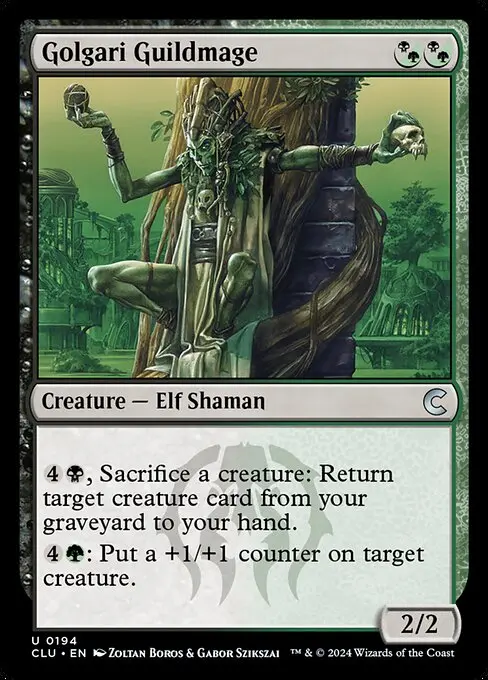 Golgari Guildmage
Creature — Elf Shaman
4 , Sacrifice a creature: Return
target creature card from your
graveyard to your hand.
4 : Put a +1/+1 counter on target
creature.
2/2
U 0194
CLU • EN Zoltan Boros & Gabor Szikszai ™ & © 2024 Wizards of the Coast